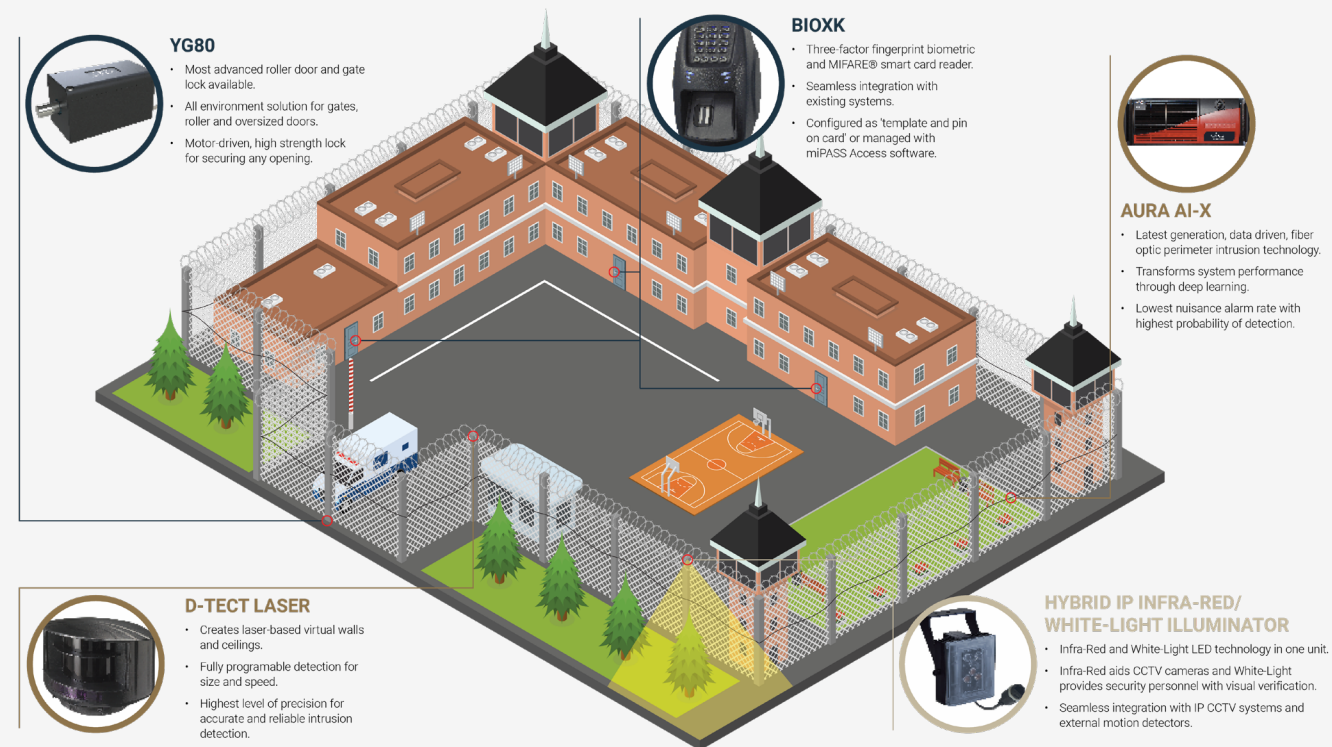 YG80
• Most advanced roller door and gate
lock available.
• All environment solution for gates,
roller and oversized doors.
• Motor-driven, high strength lock
for securing any opening.
BIOXK
• Three-factor fingerprint biometric
and MIFARE® smart card reader.
• Seamless integration with
existing systems.
• Configured as ‘template and pin
on card’ or managed with
miPASS Access software.
AURA AI-X
• Latest generation, data driven, fiber
optic perimeter intrusion technology.
• Transforms system performance
through deep learning.
• Lowest nuisance alarm rate with
highest probability of detection.
D-TECT LASER
• Creates laser-based virtual walls
and ceilings.
• Fully programable detection for
size and speed.
• Highest level of precision for
accurate and reliable intrusion
detection.
HYBRID IP INFRA-RED/
WHITE-LIGHT ILLUMINATOR
• Infra-Red and White-Light LED technology in one unit.
• Infra-Red aids CCTV cameras and White-Light
provides security personnel with visual verification.
• Seamless integration with IP CCTV systems and
external motion detectors.